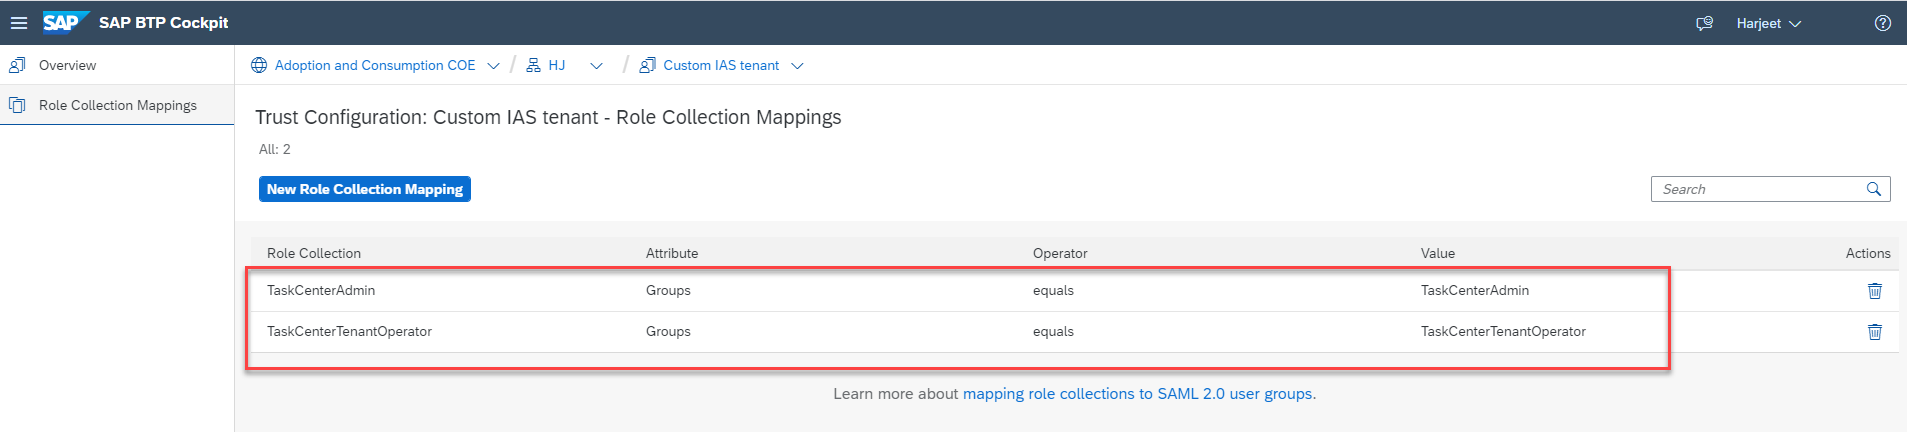 SAP SAP BTP Cockpit Harjeet
Overview
Role Collection Mappings
Adoption and Consumption COE / HJ / Custom IAS tenant
Trust Configuration: Custom IAS tenant - Role Collection Mappings
All: 2
New Role Collection Mapping Search
Role Collection Attribute Operator Value Actions
TaskCenterAdmin Groups equals TaskCenterAdmin
TaskCenterTenantOperator Groups equals TaskCenterTenantOperator
Learn more about mapping role collections to SAML 2.0 user groups.